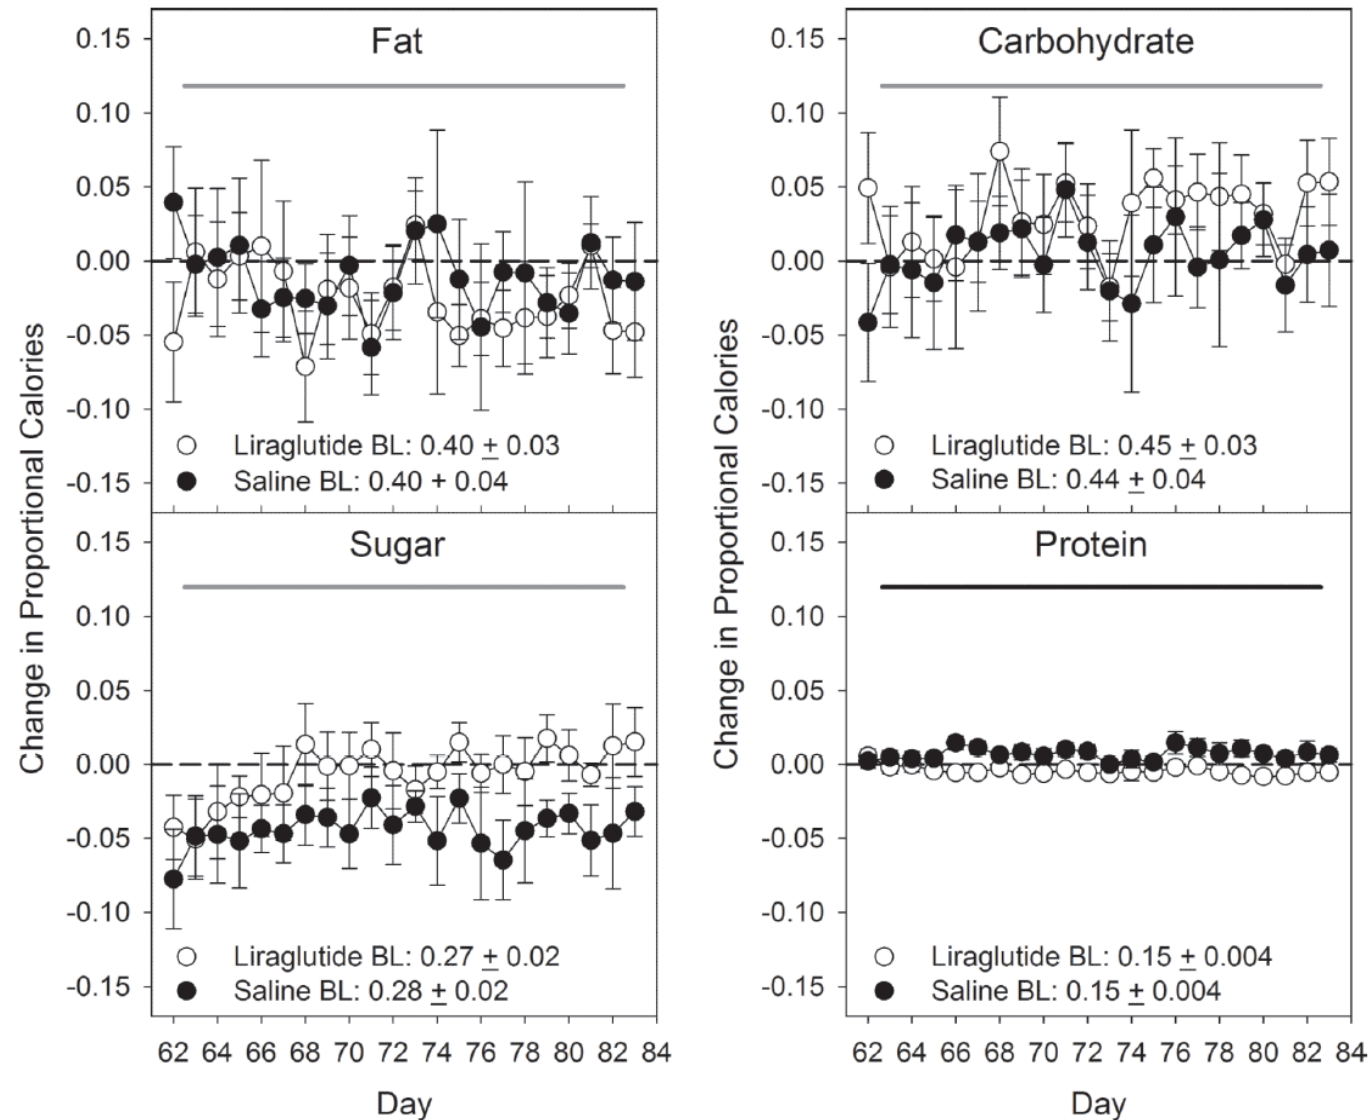 Fat
0.15
0.10
0.05
0.00
-0.05
-0.10
-0.15
Liraglutide BL: 0.40 ± 0.03
Saline BL: 0.40 + 0.04
Carbohydrate
0.15
0.10
0.05
0.00
-0.05
-0.10
-0.15
Liraglutide BL: 0.45 ± 0.03
Saline BL: 0.44 ± 0.04
Change in Proportional Calories
Change in Proportional Calories
Sugar
0.15
0.10
0.05
0.00
-0.05
-0.10
-0.15
Liraglutide BL: 0.27 ± 0.02
Saline BL: 0.28 ± 0.02
62 64 66 68 70 72 74 76 78 80 82 84
Day
Protein
0.15
0.10
0.05
0.00
-0.05
-0.10
-0.15
Liraglutide BL: 0.15 ± 0.004
Saline BL: 0.15 ± 0.004
62 64 66 68 70 72 74 76 78 80 82 84
Day